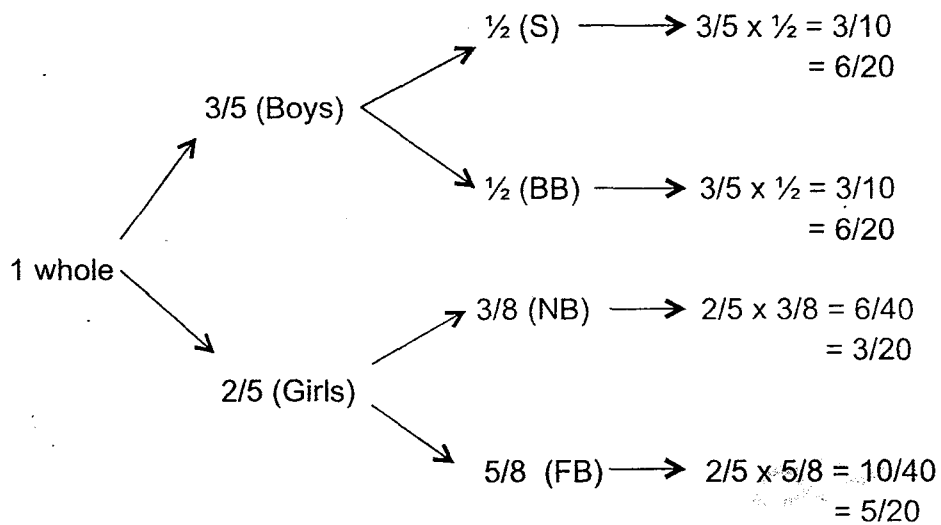 ½ (S) → 3/5 x ½ = 3/10
= 6/20
3/5 (Boys)
½ (BB) → 3/5 x ½ = 3/10
= 6/20
1 whole
3/8 (NB) → 2/5 x 3/8 = 6/40
= 3/20
2/5 (Girls)
5/8 (FB) → 2/5 x 5/8 = 10/40
= 5/20